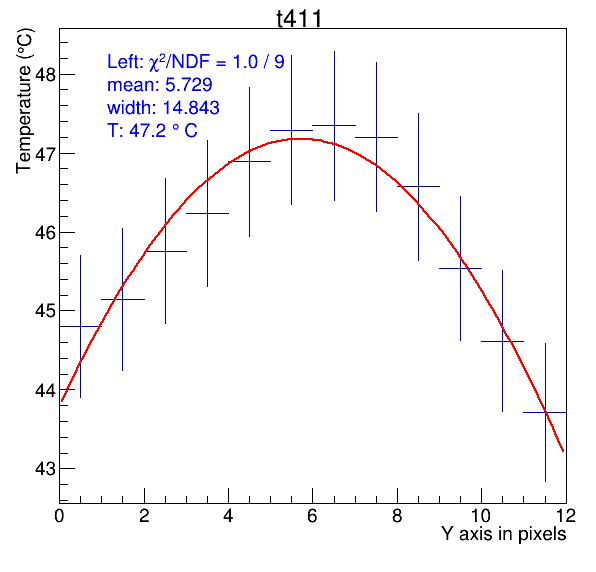 t411
Temperature (°C)
Left: χ²/NDF = 1.0 / 9
mean: 5.729
width: 14.843
T: 47.2 ° C
48
47
46
45
44
43
0 2 4 6 8 10 12
Y axis in pixels